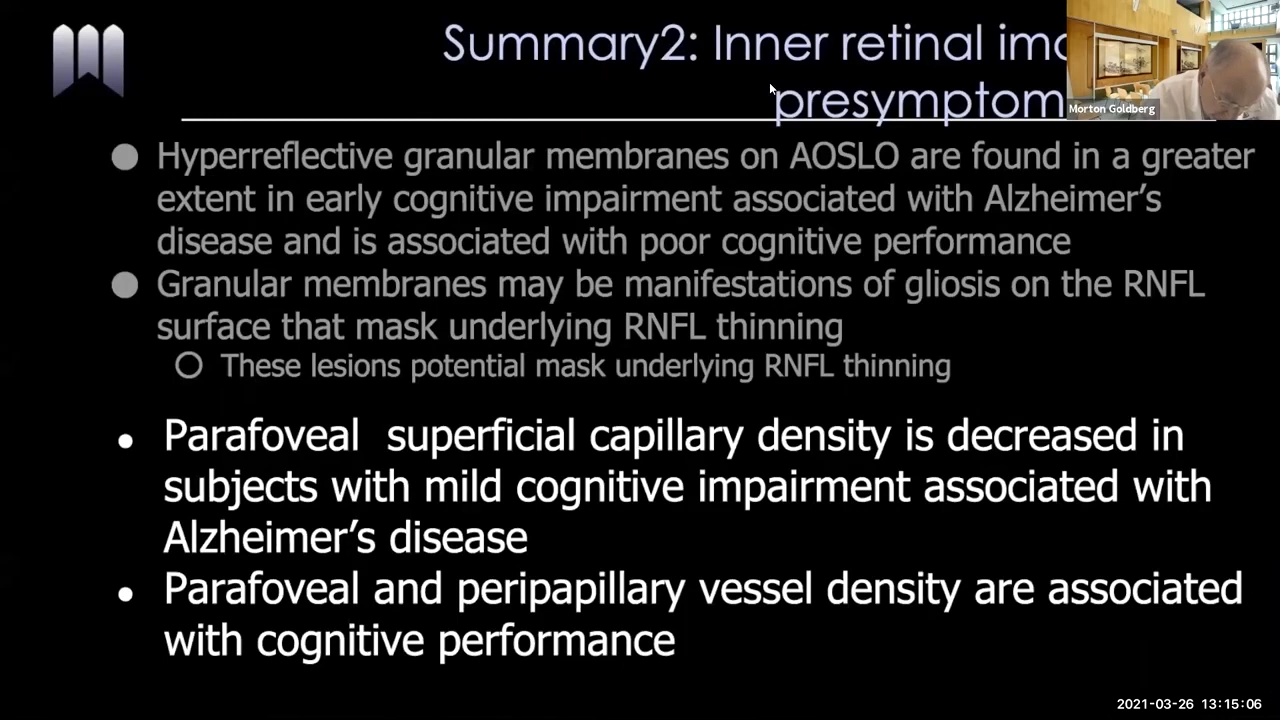 Summary2: Inner retinal
presymptom
Morton Goldberg
Hyperreflective granular membranes on AOSLO are found in a greater
extent in early cognitive impairment associated with Alzheimer’s
disease and is associated with poor cognitive performance
Granular membranes may be manifestations of gliosis on the RNFL
surface that mask underlying RNFL thinning
These lesions potential mask underlying RNFL thinning
Parafoveal superficial capillary density is decreased in
subjects with mild cognitive impairment associated with
Alzheimer’s disease
Parafoveal and peripapillary vessel density are associated
with cognitive performance
2021-03-26 13:15:06